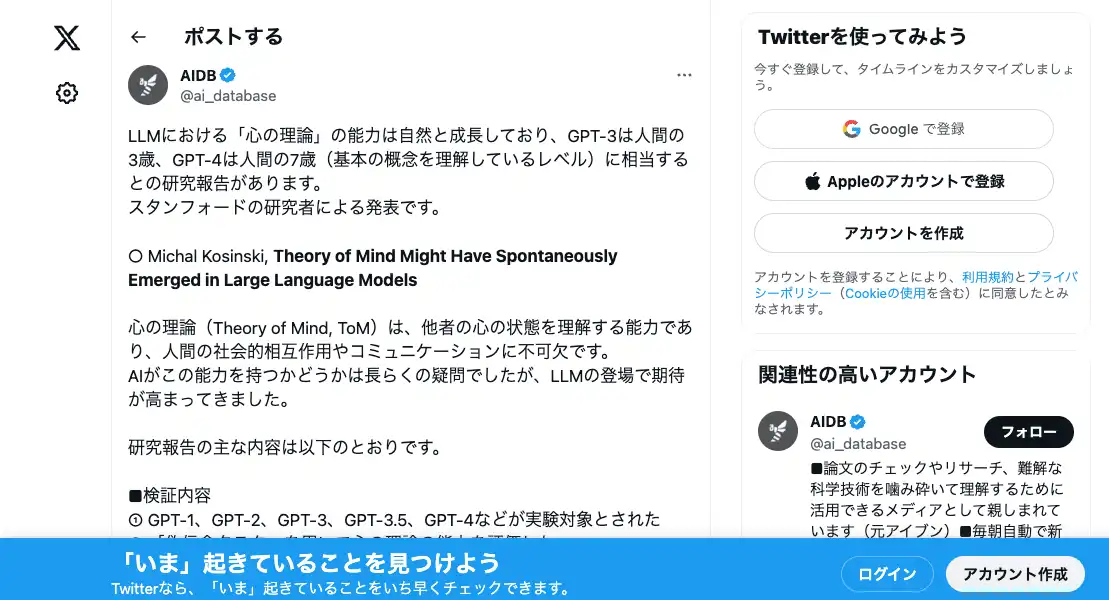 ポストする
AIDB
@ai_database
LLMにおける「心の理論」の能力は自然と成長しており、GPT-3は人間の
3歳、GPT-4は人間の7歳（基本の概念を理解しているレベル）に相当する
との研究報告があります。
スタンフォードの研究者による発表です。
○ Michal Kosinski, Theory of Mind Might Have Spontaneously
Emerged in Large Language Models
心の理論（Theory of Mind, ToM）は、他者の心の状態を理解する能力であ
り、人間の社会的相互作用やコミュニケーションに不可欠です。
AIがこの能力を持つかどうかは長らくの疑問でしたが、LLMの登場で期待
が高まってきました。
研究報告の主な内容は以下のとおりです。
■検証内容
① GPT-1、GPT-2、GPT-3、GPT-3.5、GPT-4などが実験対象とされた
Twitterを使ってみよう
今すぐ登録して、タイムラインをカスタマイズしましょ
う。
Google で登録
Appleのアカウントで登録
アカウントを作成
アカウントを登録することにより、利用規約とプライバ
シーポリシー（Cookieの使用を含む）に同意したとみ
なされます。
関連性の高いアカウント
AIDB
@ai_database
フォロー
■論文のチェックやリサーチ、難解な
科学技術を噛み砕いて理解するために
活用できるメディアとして親しまれて
います（元アイブン）■毎朝自動で新
「いま」起きていることを見つけよう
Twitterなら、「いま」起きていることをいち早くチェックできます。
ログイン
アカウント作成